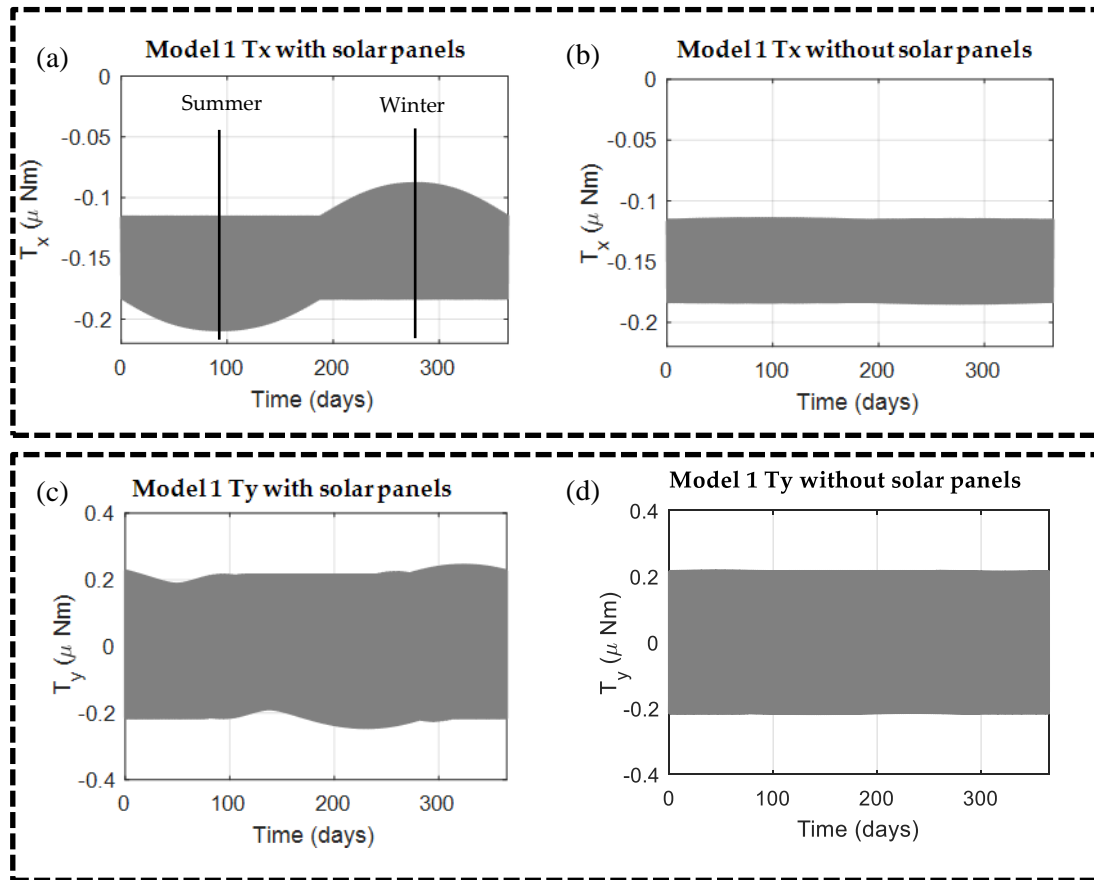 (a)
Model 1 Tx with solar panels
Summer
Winter
0
-0.05
-0.1
-0.15
-0.2
T_x (μ Nm)
0
100
200
300
Time (days)
(b)
Model 1 Tx without solar panels
0
-0.05
-0.1
-0.15
-0.2
T_x (μ Nm)
0
100
200
300
Time (days)
(c)
Model 1 Ty with solar panels
0.4
0.2
0
-0.2
-0.4
T_y (μ Nm)
0
100
200
300
Time (days)
(d)
Model 1 Ty without solar panels
0.4
0.2
0
-0.2
-0.4
T_y (μ Nm)
0
100
200
300
Time (days)